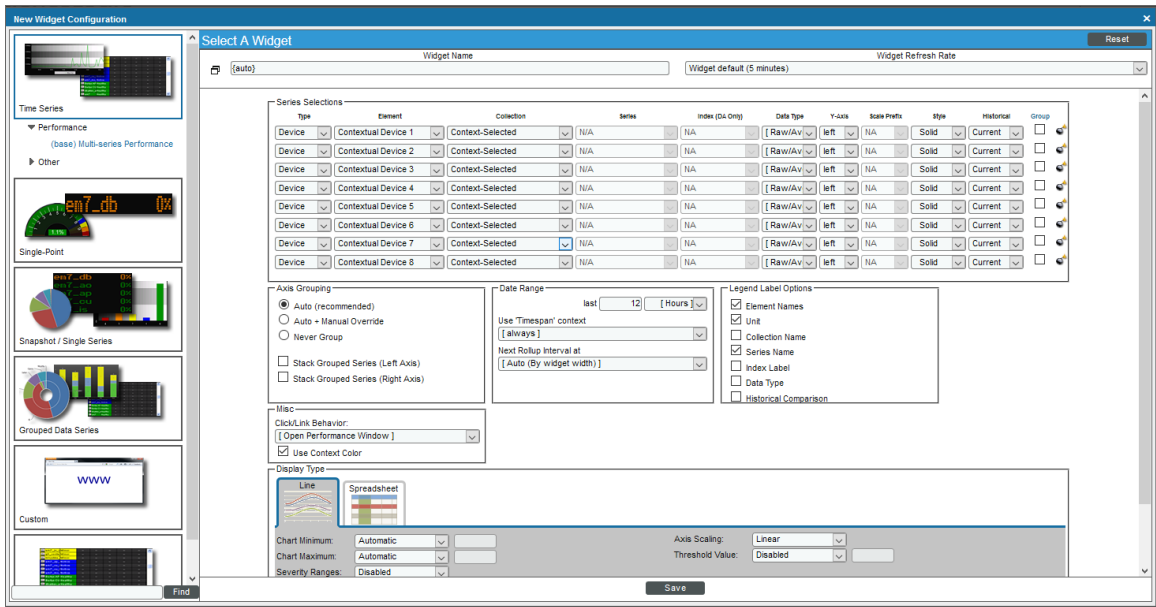 New Widget Configuration ×
Select A Widget Reset
Widget Name Widget Refresh Rate
{auto} Widget default (5 minutes)
Time Series
Performance
(base) Multi-series Performance
Other
em7_db 0%
1.1%
Single-Point
em7_db 0%
em7_ao 0%
em7_ap 0%
em7_cu 0%
Snapshot / Single Series
Grouped Data Series
www
Custom
Find
Series Selections
Type Element Collection Series Index (DA Only) Data Type Y-Axis Scale Prefix Style Historical Group
Device Contextual Device 1 Context-Selected N/A NA [ Raw/Av left NA Solid Current
Device Contextual Device 2 Context-Selected N/A NA [ Raw/Av left NA Solid Current
Device Contextual Device 3 Context-Selected N/A NA [ Raw/Av left NA Solid Current
Device Contextual Device 4 Context-Selected N/A NA [ Raw/Av left NA Solid Current
Device Contextual Device 5 Context-Selected N/A NA [ Raw/Av left NA Solid Current
Device Contextual Device 6 Context-Selected N/A NA [ Raw/Av left NA Solid Current
Device Contextual Device 7 Context-Selected N/A NA [ Raw/Av left NA Solid Current
Device Contextual Device 8 Context-Selected N/A NA [ Raw/Av left NA Solid Current
Axis Grouping
Auto (recommended)
Auto + Manual Override
Never Group
Stack Grouped Series (Left Axis)
Stack Grouped Series (Right Axis)
Date Range
last 12 [ Hours ]
Use 'Timespan' context
[ always ]
Next Rollup Interval at
[ Auto (By widget width) ]
Legend Label Options
Element Names
Unit
Collection Name
Series Name
Index Label
Data Type
Historical Comparison
Misc
Click/Link Behavior:
[ Open Performance Window ]
Use Context Color
Display Type
Line Spreadsheet
Chart Minimum: Automatic Axis Scaling: Linear
Chart Maximum: Automatic Threshold Value: Disabled
Severity Ranges: Disabled
Save